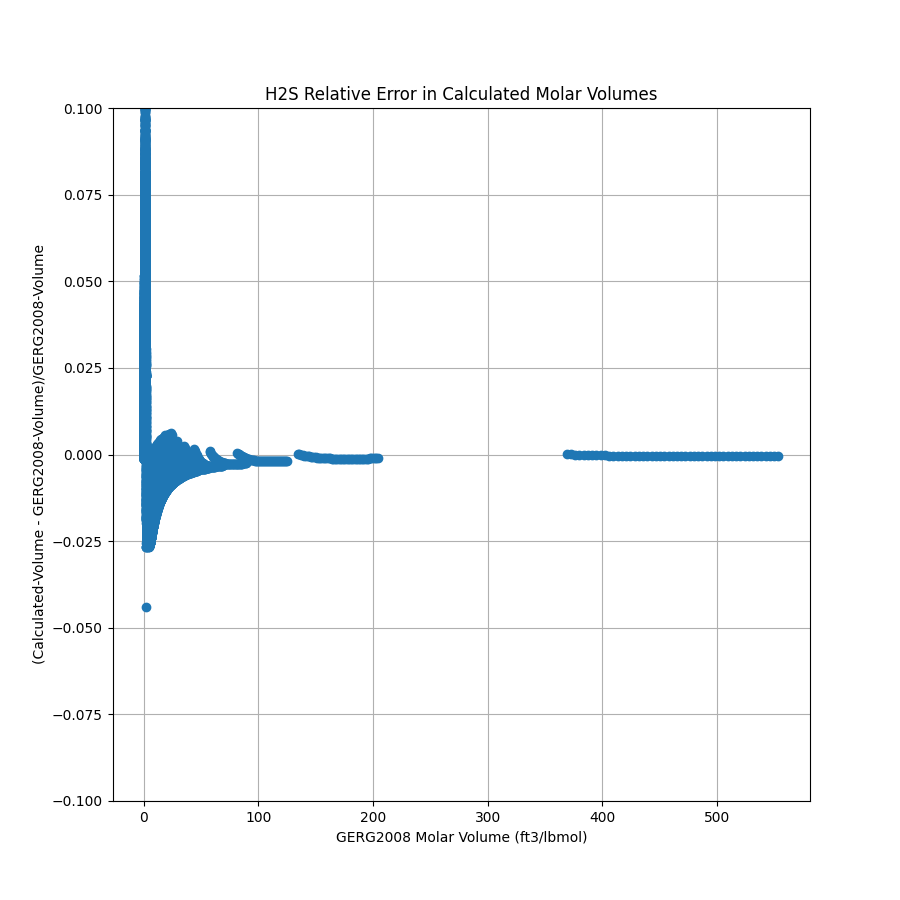 H2S Relative Error in Calculated Molar Volumes
(Calculated-Volume - GERG2008-Volume)/GERG2008-Volume
0.100
0.075
0.050
0.025
0.000
−0.025
−0.050
−0.075
−0.100
0 100 200 300 400 500
GERG2008 Molar Volume (ft3/lbmol)